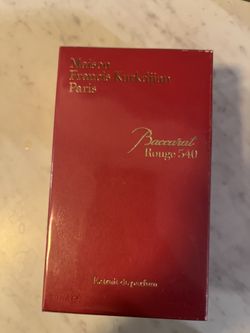 Maison
Francis Kurkdjian
Paris
Baccarat
Rouge 540
Extrait de parfum